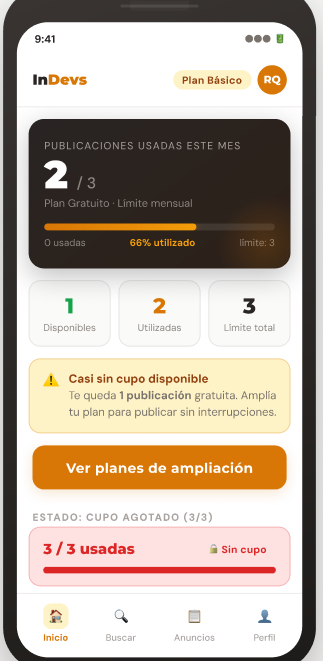 9:41
InDevs
Plan Básico
RQ
PUBLICACIONES USADAS ESTE MES
2 / 3
Plan Gratuito · Límite mensual
0 usadas 66% utilizado límite: 3
1 2 3
Disponibles Utilizadas Límite total
Casi sin cupo disponible
Te queda 1 publicación gratuita. Amplía
tu plan para publicar sin interrupciones.
Ver planes de ampliación
ESTADO: CUPO AGOTADO (3/3)
3 / 3 usadas Sin cupo
Inicio Buscar Anuncios Perfil